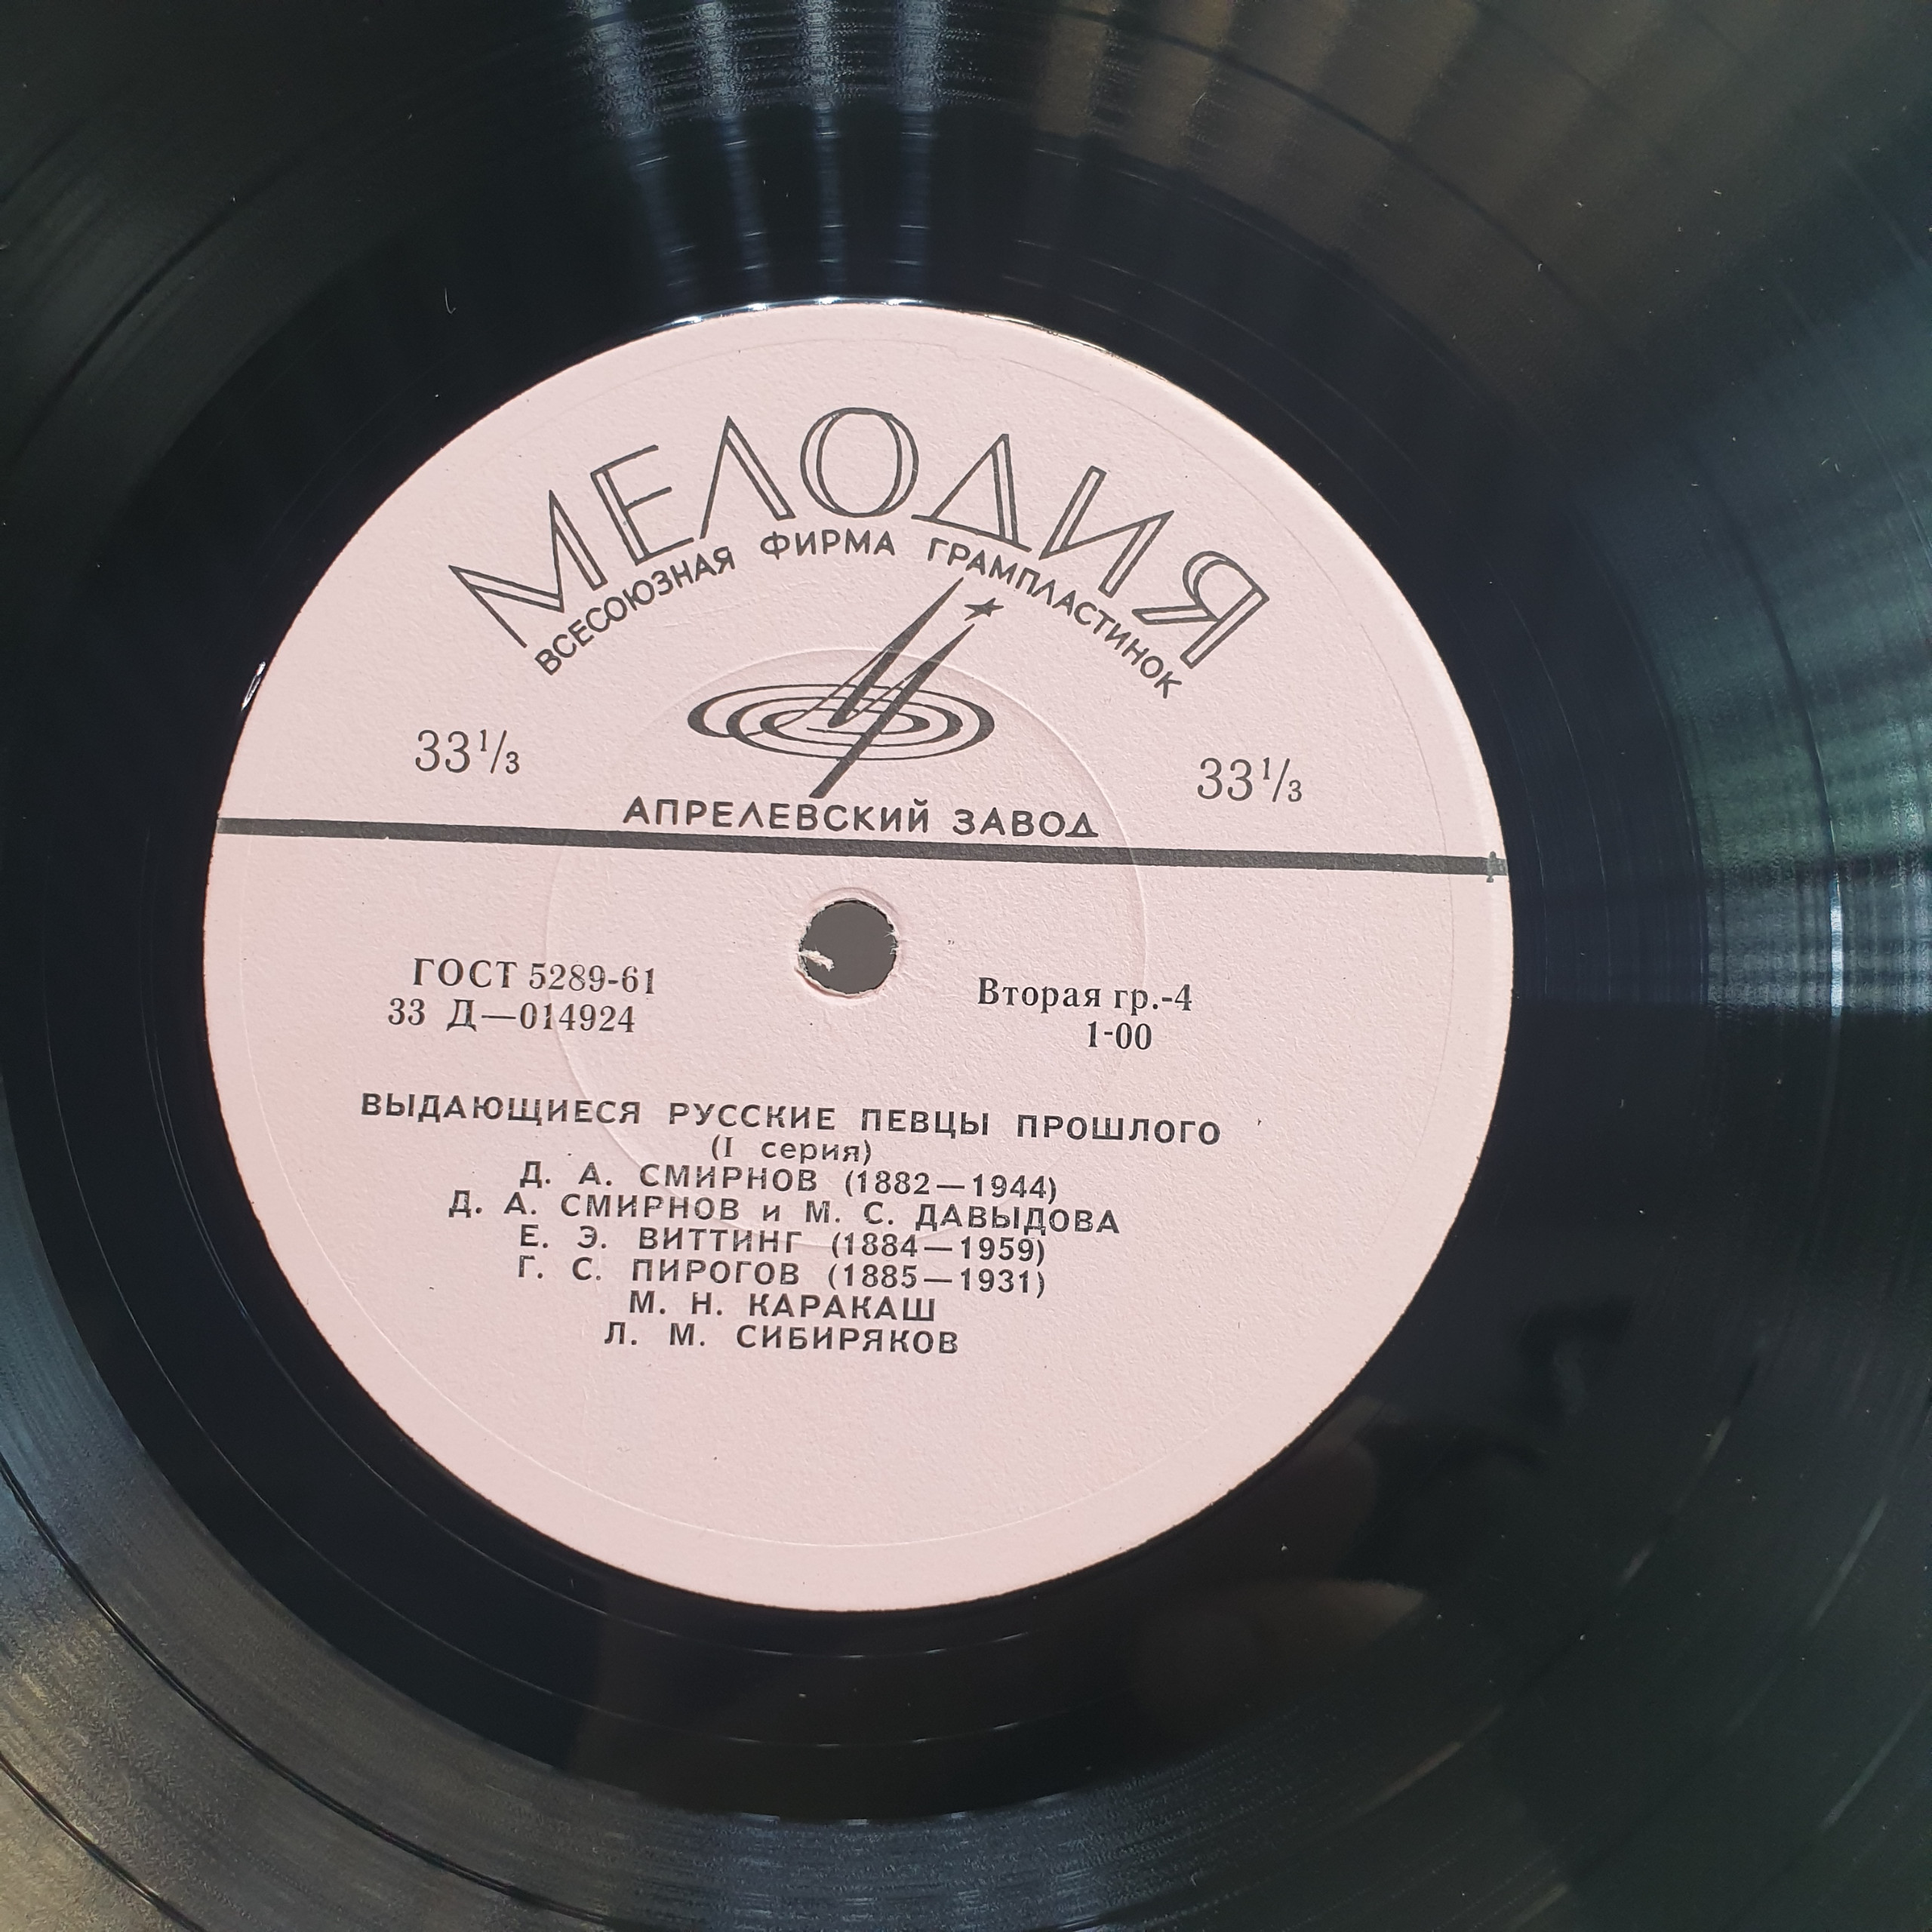 МЕЛОДИЯ
ВСЕСОЮЗНАЯ ФИРМА ГРАМПЛАСТИНОК
33 1/3 33 1/3
АПРЕЛЕВСКИЙ ЗАВОД
ГОСТ 5289-61 Вторая гр.-4
33 Д—014924 1-00
ВЫДАЮЩИЕСЯ РУССКИЕ ПЕВЦЫ ПРОШЛОГО
(I серия)
Д. А. СМИРНОВ (1882—1944)
Д. А. СМИРНОВ и М. С. ДАВЫДОВА
Е. Э. ВИТТИНГ (1884—1959)
Г. С. ПИРОГОВ (1885—1931)
М. Н. КАРАКАШ
Л. М. СИБИРЯКОВ